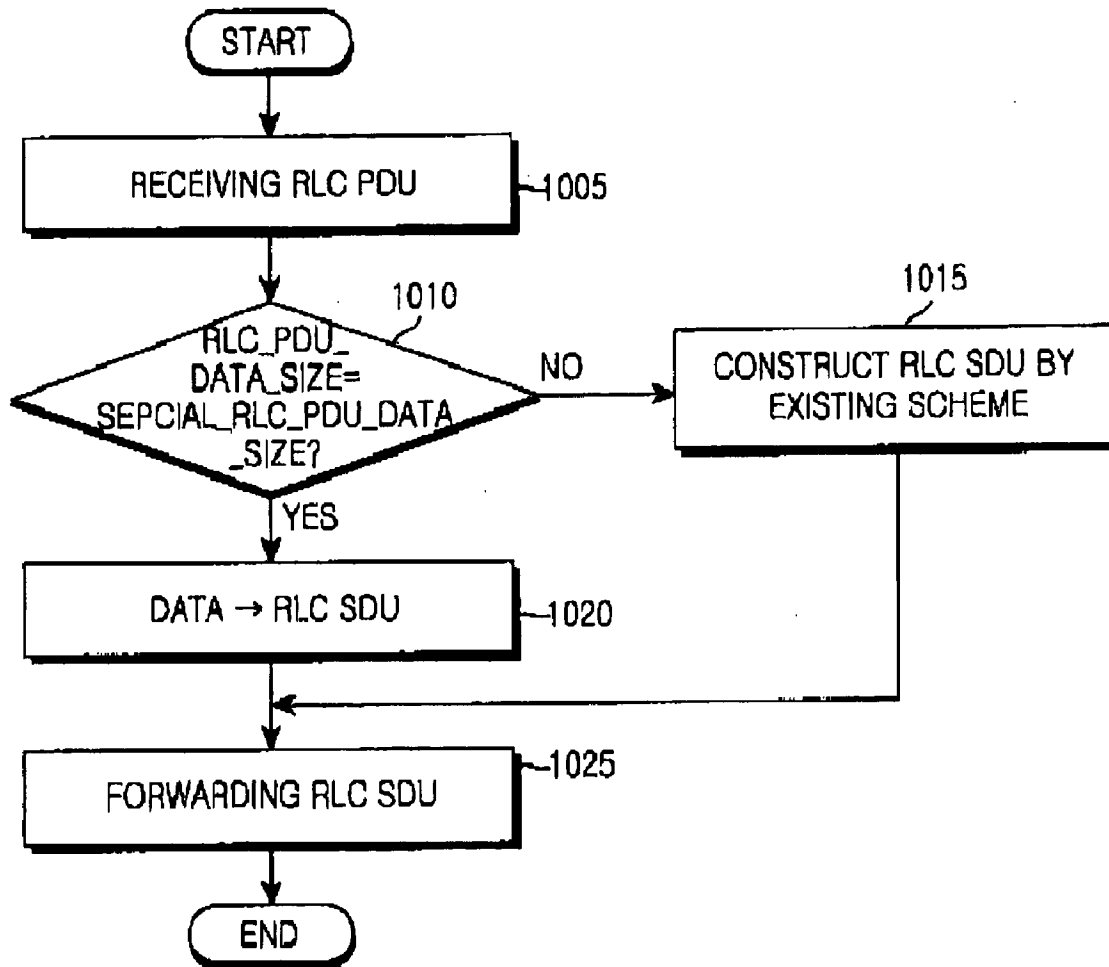 START
RECEIVING RLC PDU
1005
1010
RLC_PDU_
DATA_SIZE=
SEPCIAL_RLC_PDU_DATA
_SIZE?
NO
1015
CONSTRUCT RLC SDU BY
EXISTING SCHEME
YES
DATA → RLC SDU
1020
FORWARDING RLC SDU
1025
END